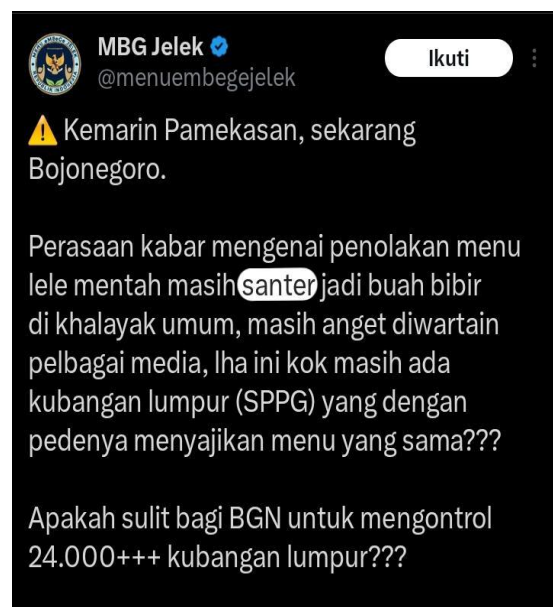 MBG Jelek
Ikuti
@menuembegejelek
⚠️ Kemarin Pamekasan, sekarang
Bojonegoro.
Perasaan kabar mengenai penolakan menu
lele mentah masih santer jadi buah bibir
di khalayak umum, masih anget diwartain
pelbagai media, lha ini kok masih ada
kubangan lumpur (SPPG) yang dengan
pedenya menyajikan menu yang sama???
Apakah sulit bagi BGN untuk mengontrol
24.000+++ kubangan lumpur???